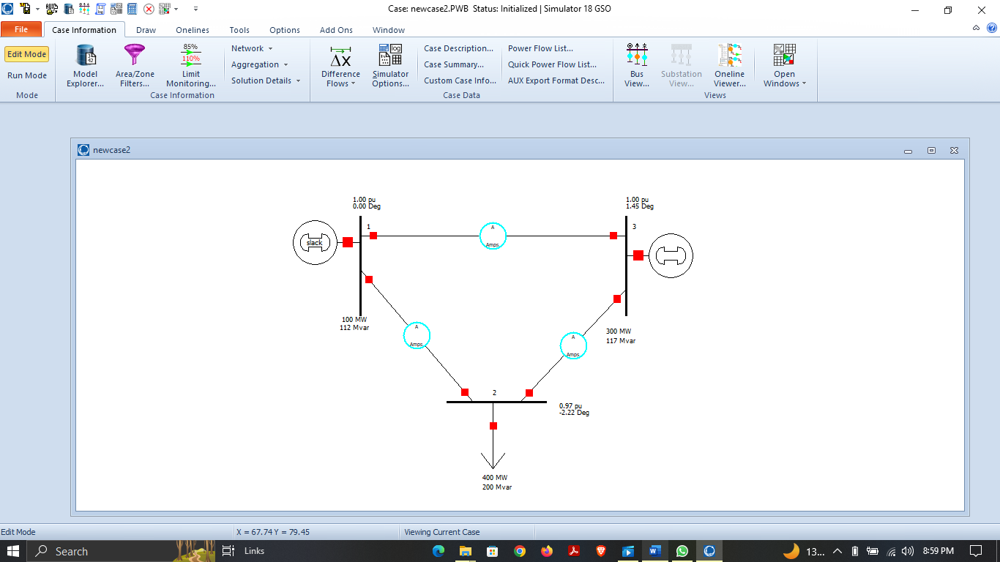 Case: newcase2.PWB Status: Initialized | Simulator 18 GSO
AUX
LOG
File Case Information Draw Onelines Tools Options Add Ons Window
Edit Mode
Run Mode
Mode
Model
Explorer...
Area/Zone
Filters...
85%
110%
Limit
Monitoring...
Network
Aggregation
Solution Details
Case Information
ΔX
Difference
Flows
Simulator
Options...
Case Description...
Case Summary...
Custom Case Info...
Power Flow List...
Quick Power Flow List...
AUX Export Format Desc...
Case Data
Bus
View...
Substation
View...
Oneline
Viewer...
Open
Windows
Views
newcase2
1.00 pu
0.00 Deg
1.00 pu
1.45 Deg
1
3
A
Amps
slack
100 MW
112 Mvar
A
Amps
A
Amps
300 MW
117 Mvar
2
0.97 pu
-2.22 Deg
400 MW
200 Mvar
Edit Mode X = 67.74 Y = 79.45 Viewing Current Case
Search
Links
13...
8:59 PM